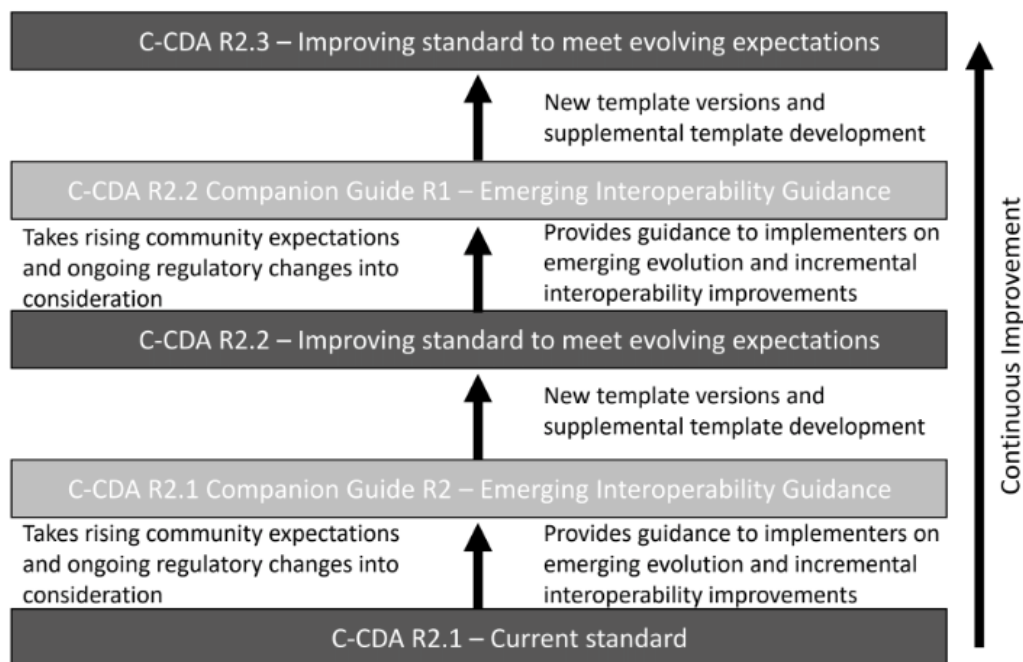 C-CDA R2.3 – Improving standard to meet evolving expectations
New template versions and
supplemental template development
C-CDA R2.2 Companion Guide R1 – Emerging Interoperability Guidance
Takes rising community expectations
and ongoing regulatory changes into
consideration
Provides guidance to implementers on
emerging evolution and incremental
interoperability improvements
C-CDA R2.2 – Improving standard to meet evolving expectations
New template versions and
supplemental template development
C-CDA R2.1 Companion Guide R2 – Emerging Interoperability Guidance
Takes rising community expectations
and ongoing regulatory changes into
consideration
Provides guidance to implementers on
emerging evolution and incremental
interoperability improvements
C-CDA R2.1 – Current standard
Continuous Improvement